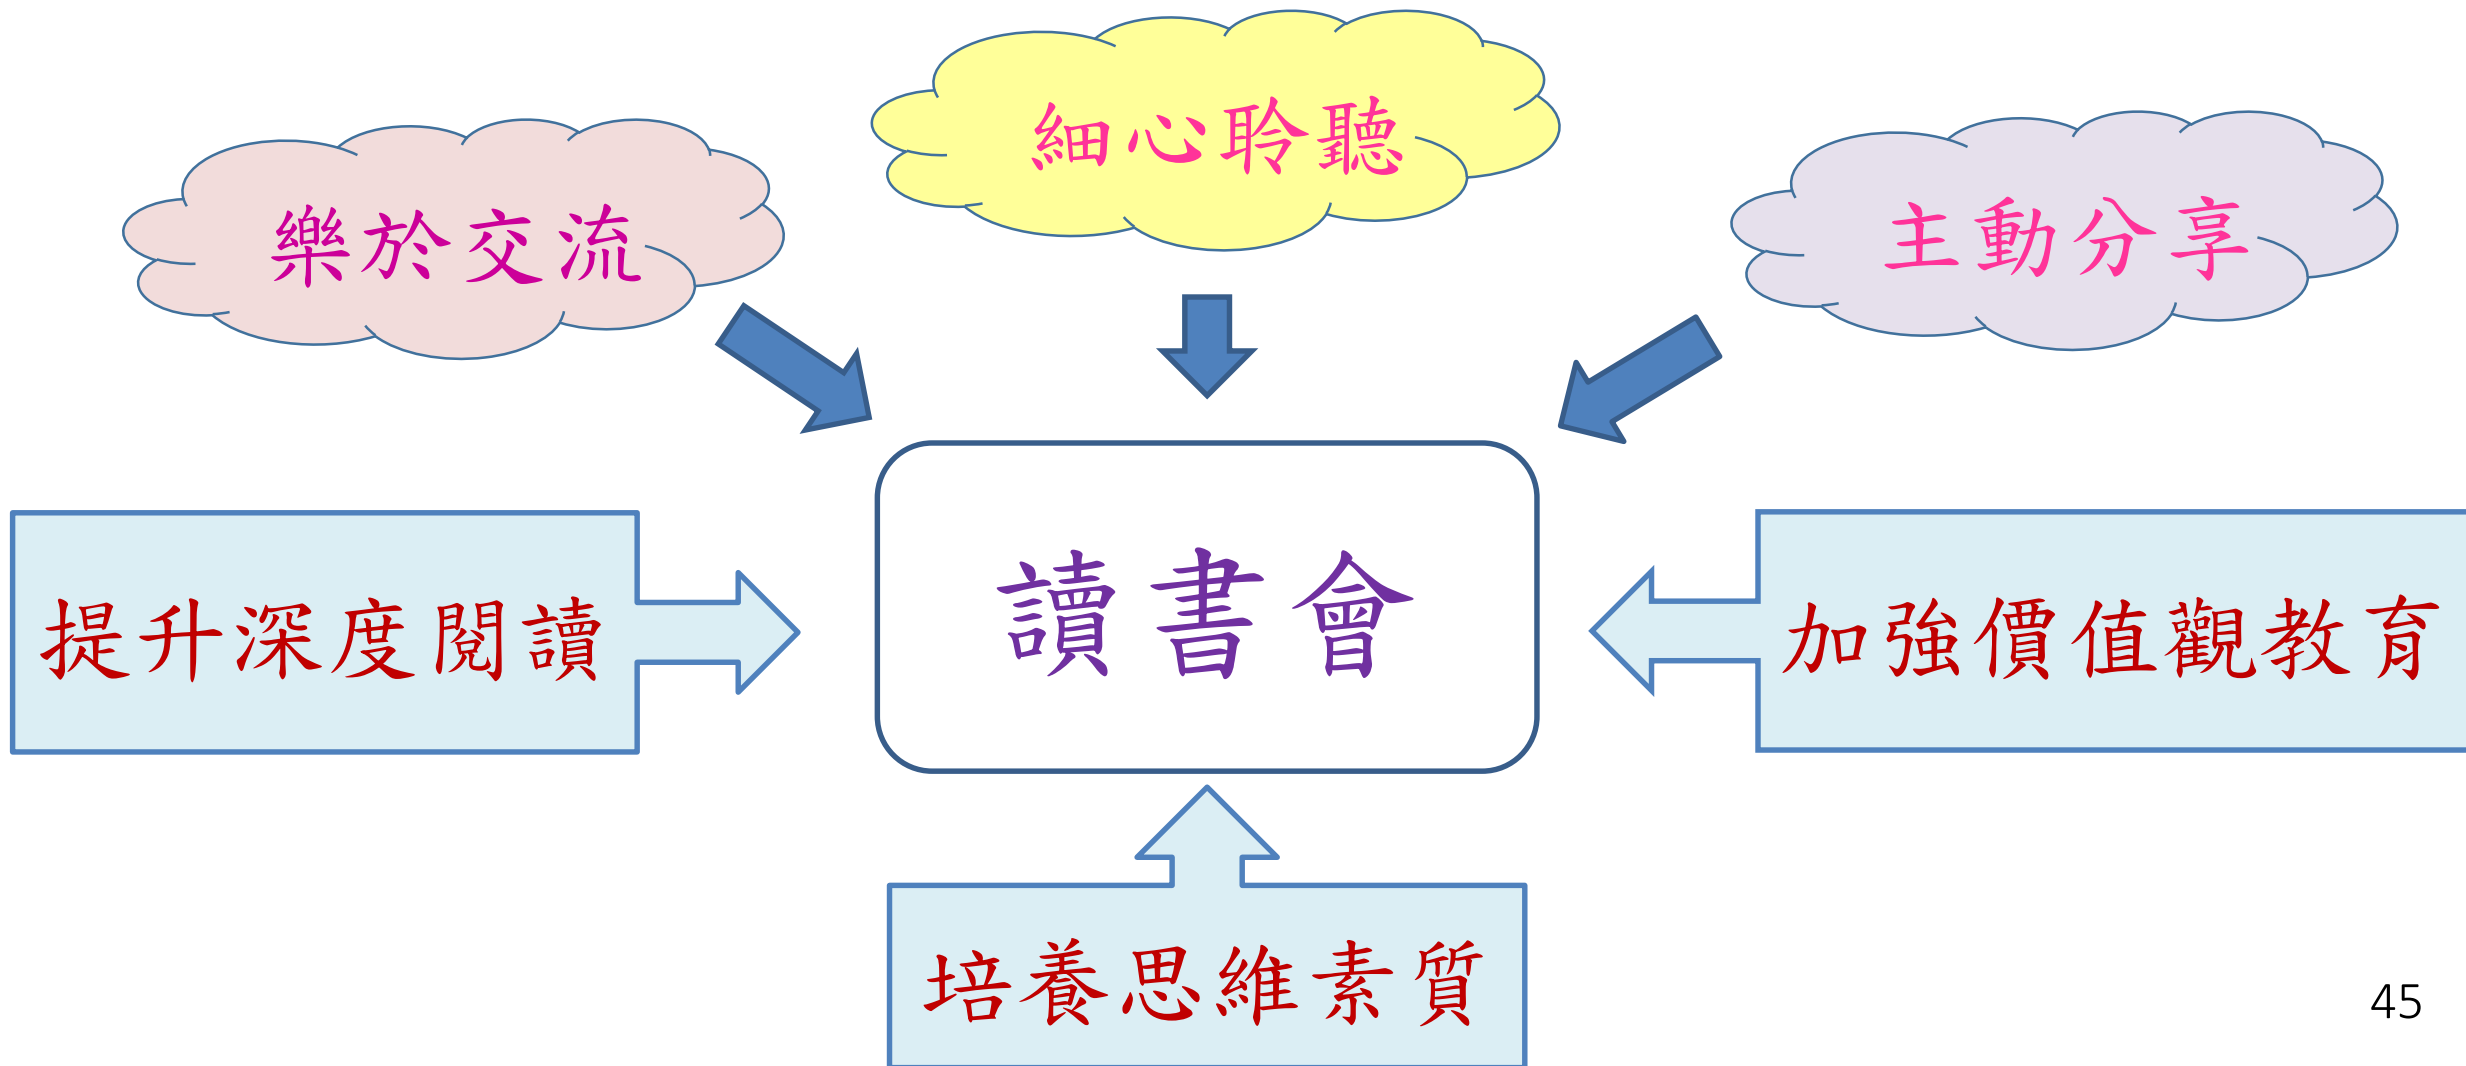 細心聆聽
樂於交流
主動分享
讀書會
提升深度閱讀
加強價值觀教育
培養思維素質
45